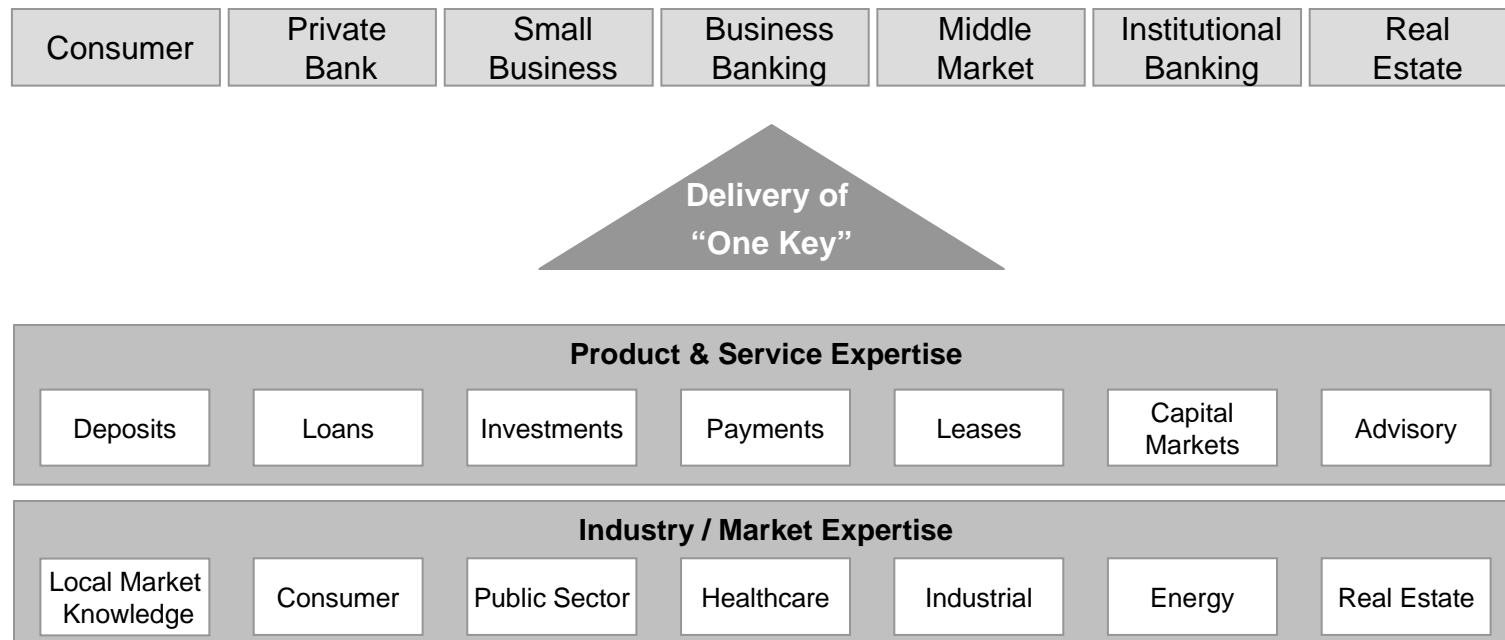 Consumer
Private
Bank
Small
Business
Business
Banking
Middle
Market
Institutional
Banking
Real
Estate
Delivery of
“One Key”
Product & Service Expertise
Deposits
Loans
Investments
Payments
Leases
Capital
Markets
Advisory
Industry / Market Expertise
Local Market
Knowledge
Consumer
Public Sector
Healthcare
Industrial
Energy
Real Estate